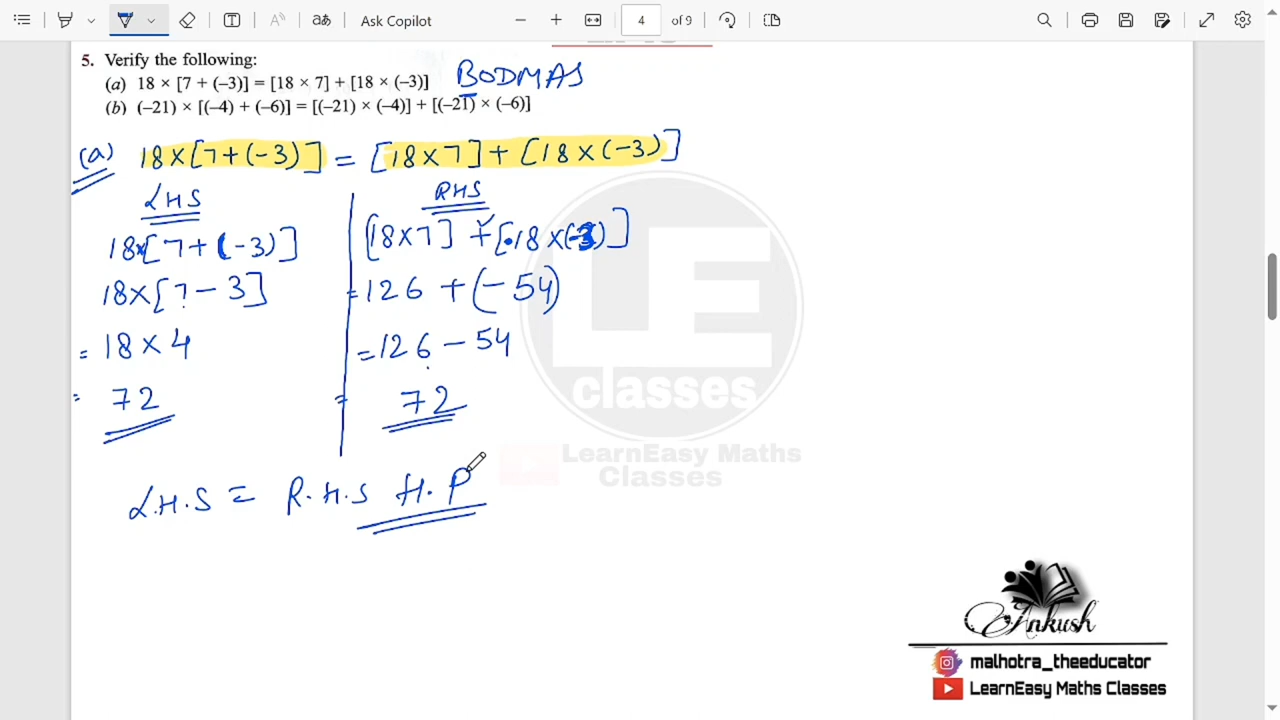 Ask Copilot
4 of 9
5. Verify the following:
(a) 18 × [7 + (–3)] = [18 × 7] + [18 × (–3)]
BODMAS
(b) (–21) × [(–4) + (–6)] = [(–21) × (–4)] + [(–21) × (–6)]
(a) 18 × [7 + (-3)] = [18 × 7] + [18 × (-3)]
LHS
RHS
18×[7 + (-3)]
[18×7] + [18×(-3)]
18×[7 - 3]
= 126 + (-54)
= 18 × 4
= 126 - 54
= 72
= 72
L.H.S = R.H.S H.P
LE
classes
LearnEasy Maths
Classes
Ankush
malhotra_theeducator
LearnEasy Maths Classes